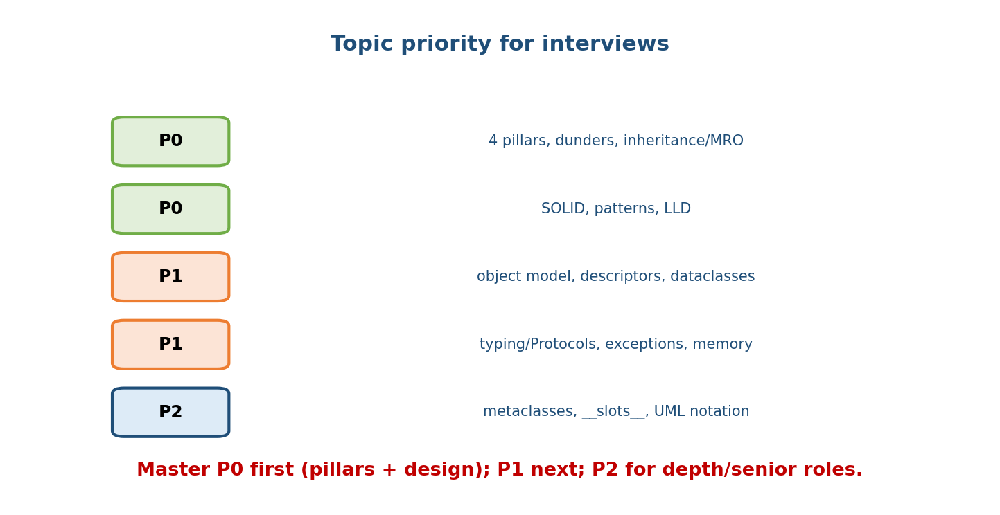 Topic priority for interviews
P0
4 pillars, dunders, inheritance/MRO
P0
SOLID, patterns, LLD
P1
object model, descriptors, dataclasses
P1
typing/Protocols, exceptions, memory
P2
metaclasses, __slots__, UML notation
Master P0 first (pillars + design); P1 next; P2 for depth/senior roles.